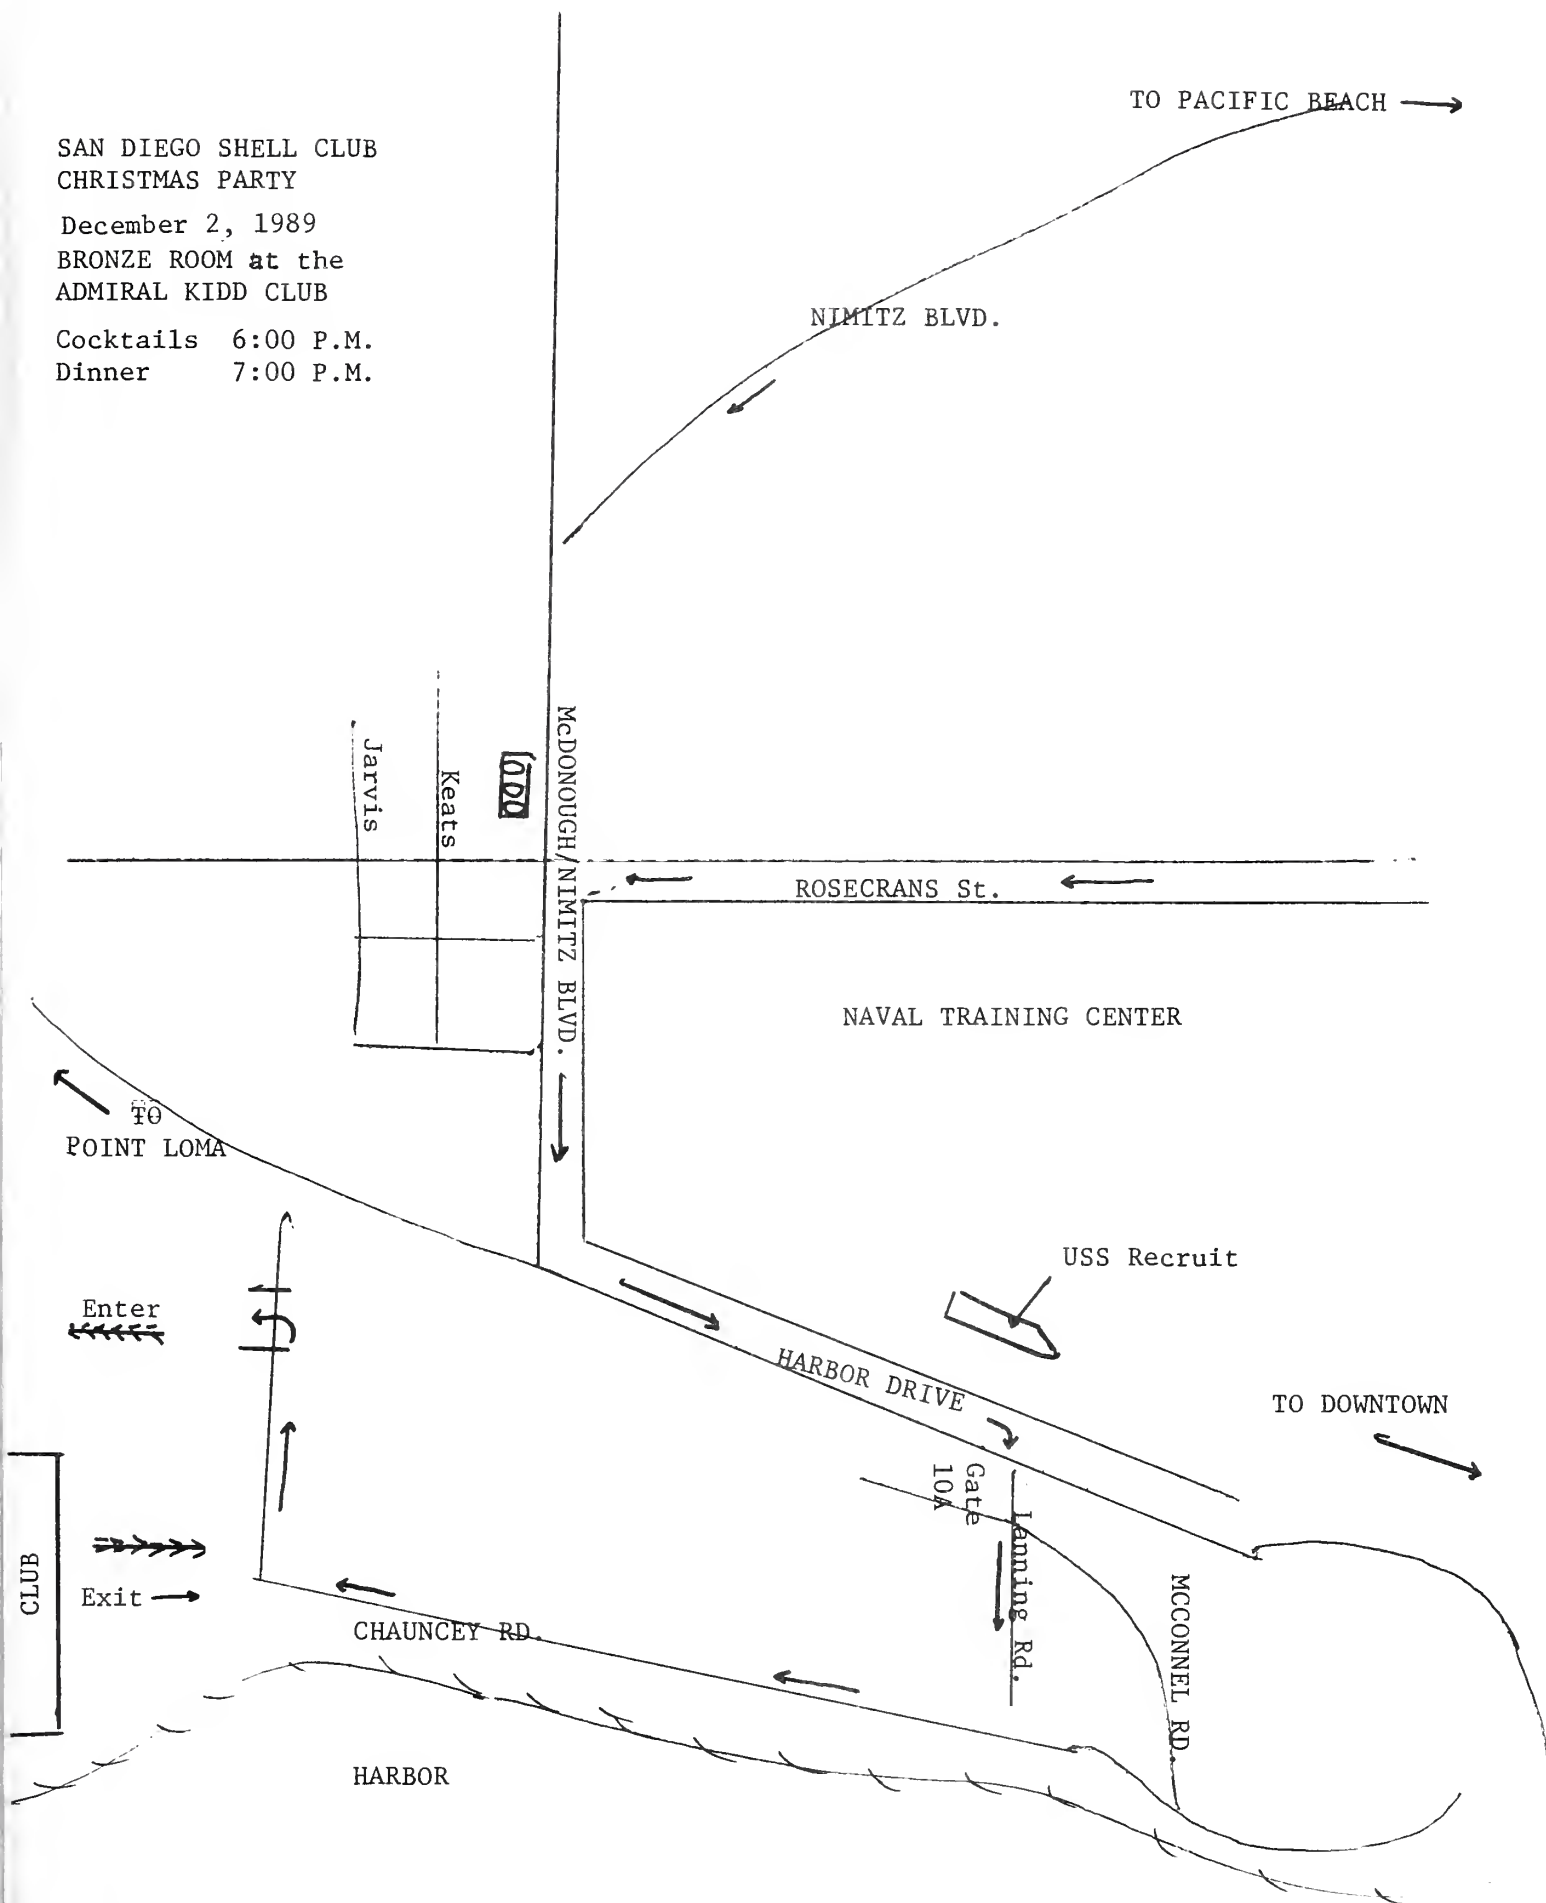 TO PACIFIC BEACH
SAN DIEGO SHELL CLUB
CHRISTMAS PARTY
December 2, 1989
BRONZE ROOM at the
ADMIRAL KIDD CLUB
Cocktails 6:00 P.M.
Dinner 7:00 P.M.
NIMITZ BLVD.
McDONOUGH/NIMITZ BLVD.
Jarvis
Keats
ROSECRANS St.
NAVAL TRAINING CENTER
TO
POINT LOMA
USS Recruit
Enter
HARBOR DRIVE
TO DOWNTOWN
Gate
10A
Lanning Rd.
MCCONNEL RD.
CLUB
Exit
CHAUNCEY RD.
HARBOR